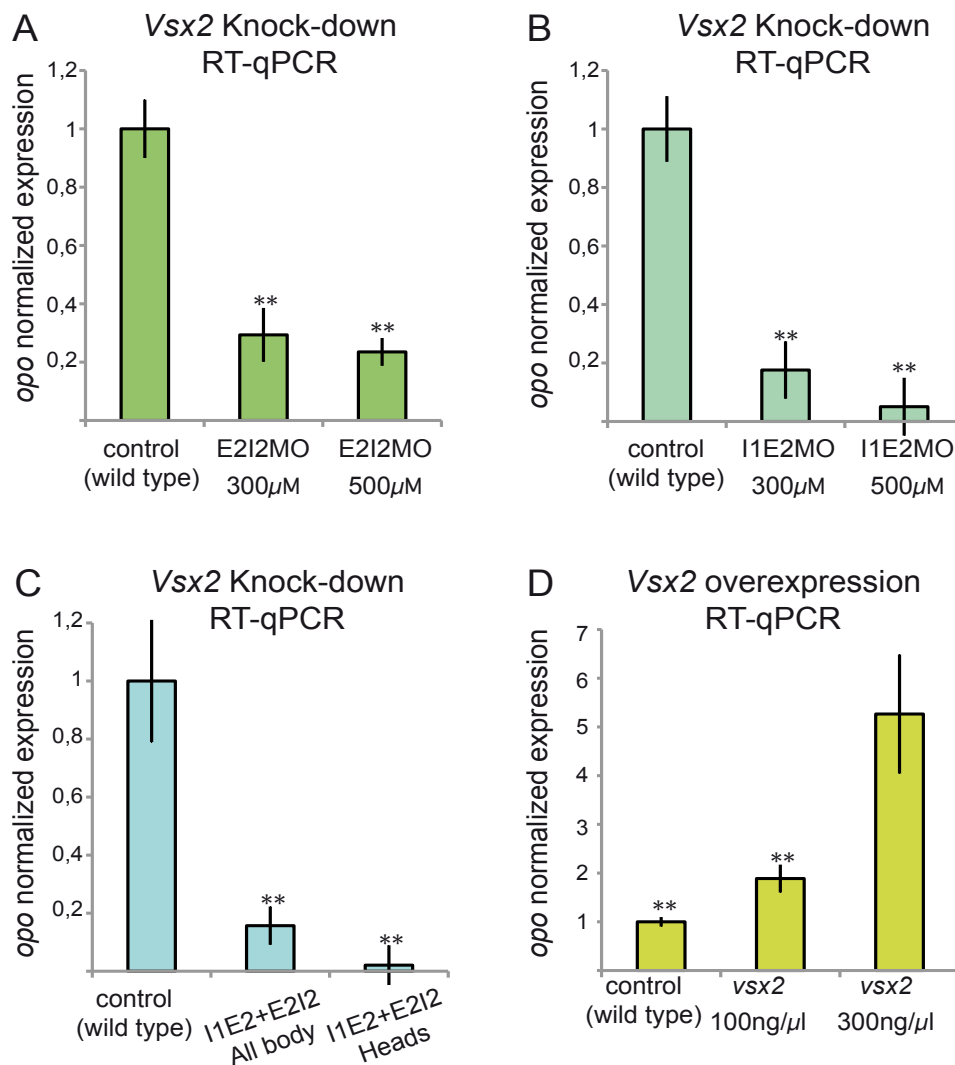 A
Vsx2 Knock-down
RT-qPCR
opo normalized expression
1,2
1
0,8
0,6
0,4
0,2
**
**
control
(wild type)
E2I2MO
300µM
E2I2MO
500µM
B
Vsx2 Knock-down
RT-qPCR
opo normalized expression
1,2
1
0,8
0,6
0,4
0,2
**
**
control
(wild type)
I1E2MO
300µM
I1E2MO
500µM
C
Vsx2 Knock-down
RT-qPCR
opo normalized expression
1,2
1
0,8
0,6
0,4
0,2
**
**
control
(wild type)
I1E2+E2I2
All body
I1E2+E2I2
Heads
D
Vsx2 overexpression
RT-qPCR
opo normalized expression
7
6
5
4
3
2
1
**
**
control
(wild type)
vsx2
100ng/µl
vsx2
300ng/µl